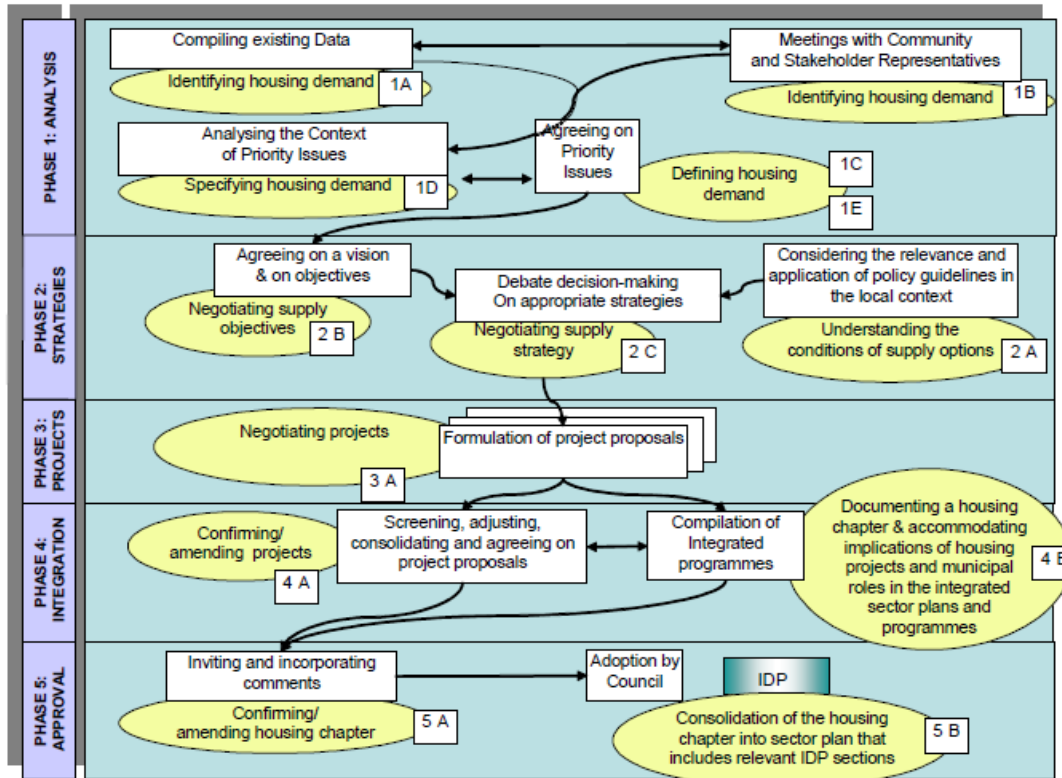 PHASE 1: ANALYSIS
Compiling existing Data
Identifying housing demand
1A
Meetings with Community
and Stakeholder Representatives
Identifying housing demand
1B
Analysing the Context
of Priority Issues
Specifying housing demand
1D
Agreeing on
Priority
Issues
Defining housing
demand
1C
1E
PHASE 2:
STRATEGIES
Agreeing on a vision
& on objectives
Negotiating supply
objectives
2 B
Debate decision-making
On appropriate strategies
Negotiating supply
strategy
2 C
Considering the relevance and
application of policy guidelines in
the local context
Understanding the
conditions of supply options
2 A
PHASE 3:
PROJECTS
Negotiating projects
3 A
Formulation of project proposals
PHASE 4:
INTEGRATION
Confirming/
amending projects
4 A
Screening, adjusting,
consolidating and agreeing on
project proposals
Compilation of
Integrated
programmes
Documenting a housing
chapter & accommodating
implications of housing
projects and municipal
roles in the integrated
sector plans and
programmes
4 B
PHASE 5:
APPROVAL
Inviting and incorporating
comments
Confirming/
amending housing chapter
5 A
Adoption by
Council
IDP
Consolidation of the housing
chapter into sector plan that
includes relevant IDP sections
5 B